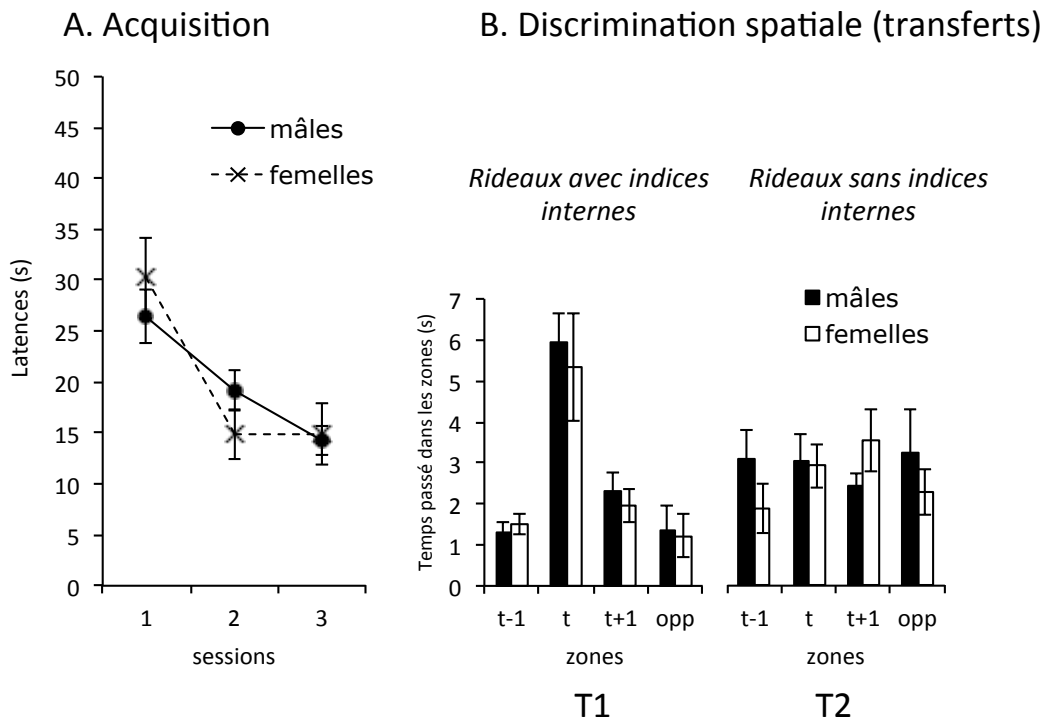 A. Acquisition
B. Discrimination spatiale (transferts)
50
45
40
35
30
25
20
15
10
5
0
Latences (s)
mâles
femelles
1 2 3
sessions
Rideaux avec indices
internes
Rideaux sans indices
internes
7
6
5
4
3
2
1
0
Temps passé dans les zones (s)
mâles
femelles
t-1 t t+1 opp
t-1 t t+1 opp
zones
zones
T1
T2